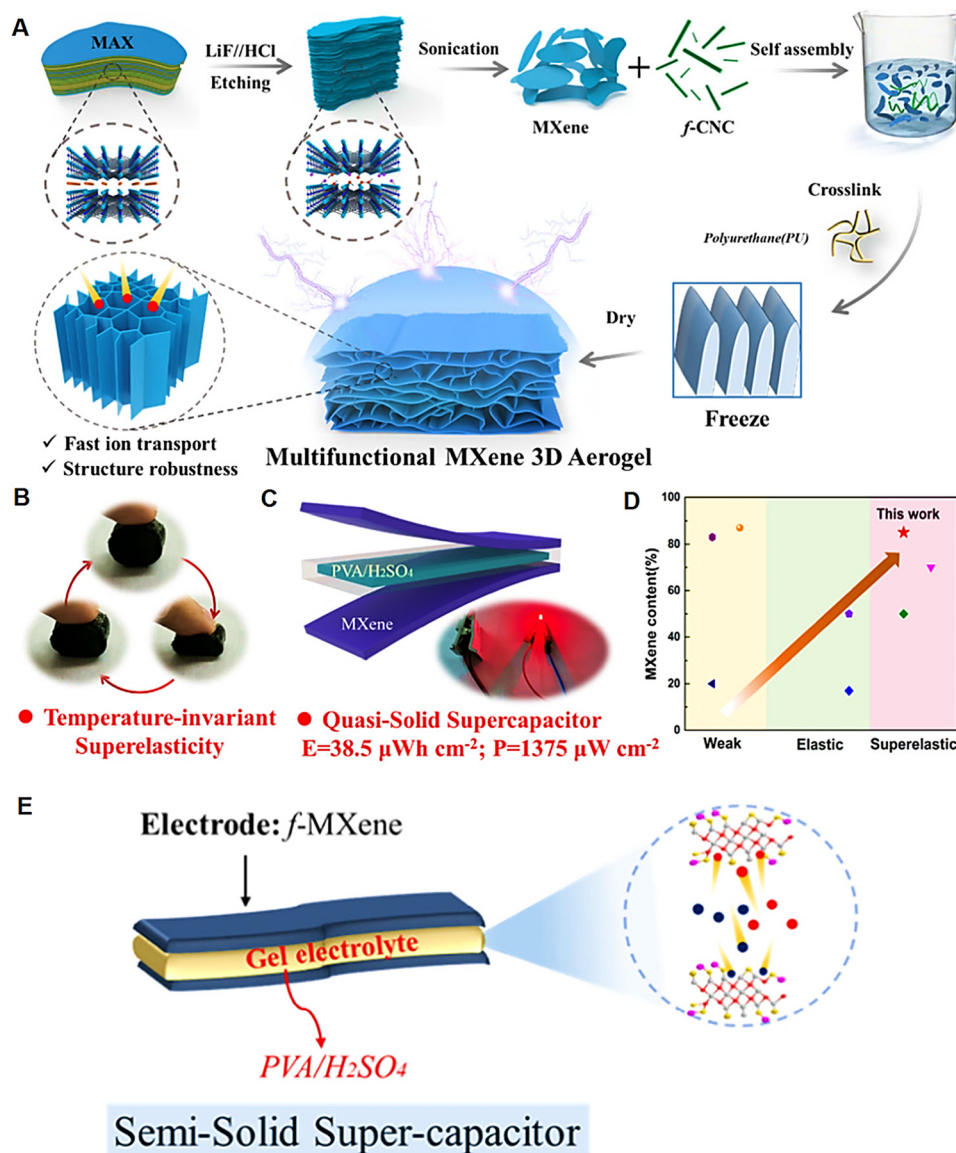 A
MAX
LiF//HCl
Etching
Sonication
MXene
+
f-CNC
Self assembly
Crosslink
Polyurethane(PU)
Dry
Freeze
✓ Fast ion transport
✓ Structure robustness
Multifunctional MXene 3D Aerogel
B
Temperature-invariant
Superelasticity
C
PVA/H₂SO₄
MXene
Quasi-Solid Supercapacitor
E=38.5 µWh cm⁻²; P=1375 µW cm⁻²
D
MXene content(%)
100
80
60
40
20
0
This work
Weak
Elastic
Superelastic
E
Electrode: f-MXene
Gel electrolyte
PVA/H₂SO₄
Semi-Solid Super-capacitor